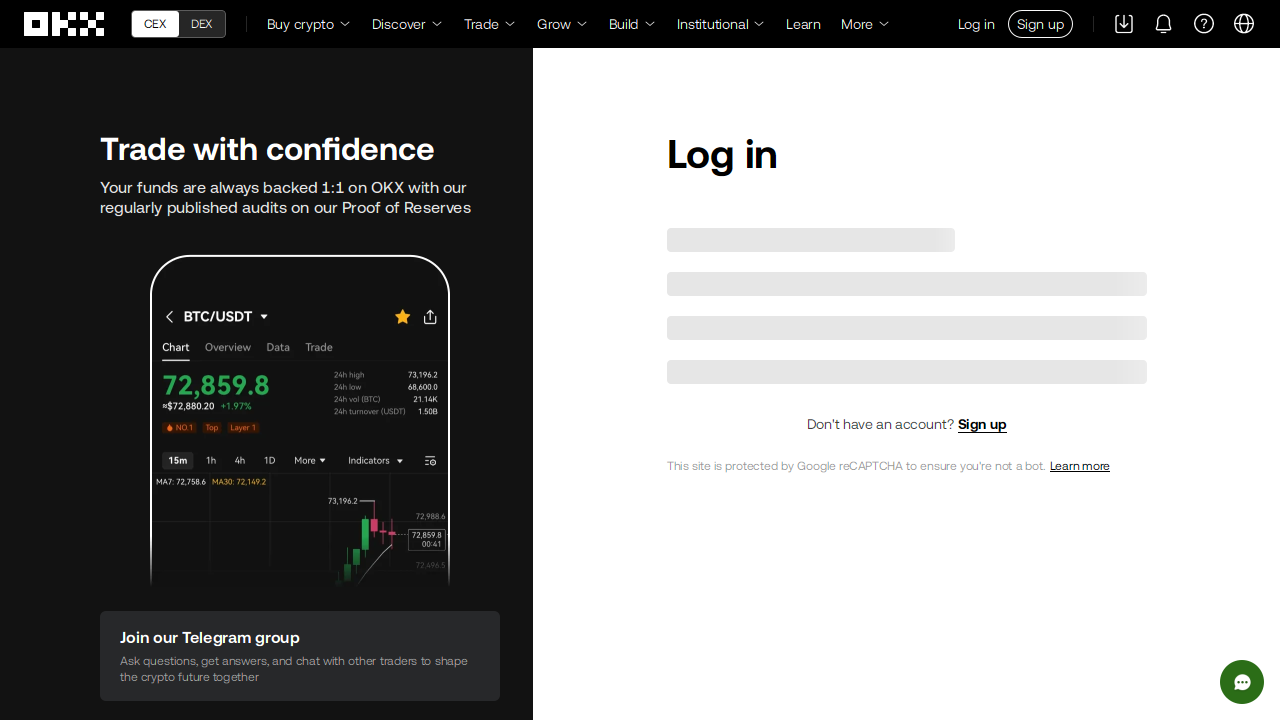 OKX
CEX DEX Buy crypto Discover Trade Grow Build Institutional Learn More Log in Sign up
Trade with confidence
Your funds are always backed 1:1 on OKX with our
regularly published audits on our Proof of Reserves
BTC/USDT
Chart Overview Data Trade
72,859.8
≈$72,880.20 +1.97%
24h high 73,196.2
24h low 68,600.0
24h vol (BTC) 21.14K
24h turnover (USDT) 1.50B
NO.1 Top Layer 1
15m 1h 4h 1D More Indicators
MA7: 72,758.6 MA30: 72,149.2
73,196.2
72,988.6
72,859.8
00:41
72,496.5
Join our Telegram group
Ask questions, get answers, and chat with other traders to shape
the crypto future together
Log in
Don't have an account? Sign up
This site is protected by Google reCAPTCHA to ensure you're not a bot. Learn more